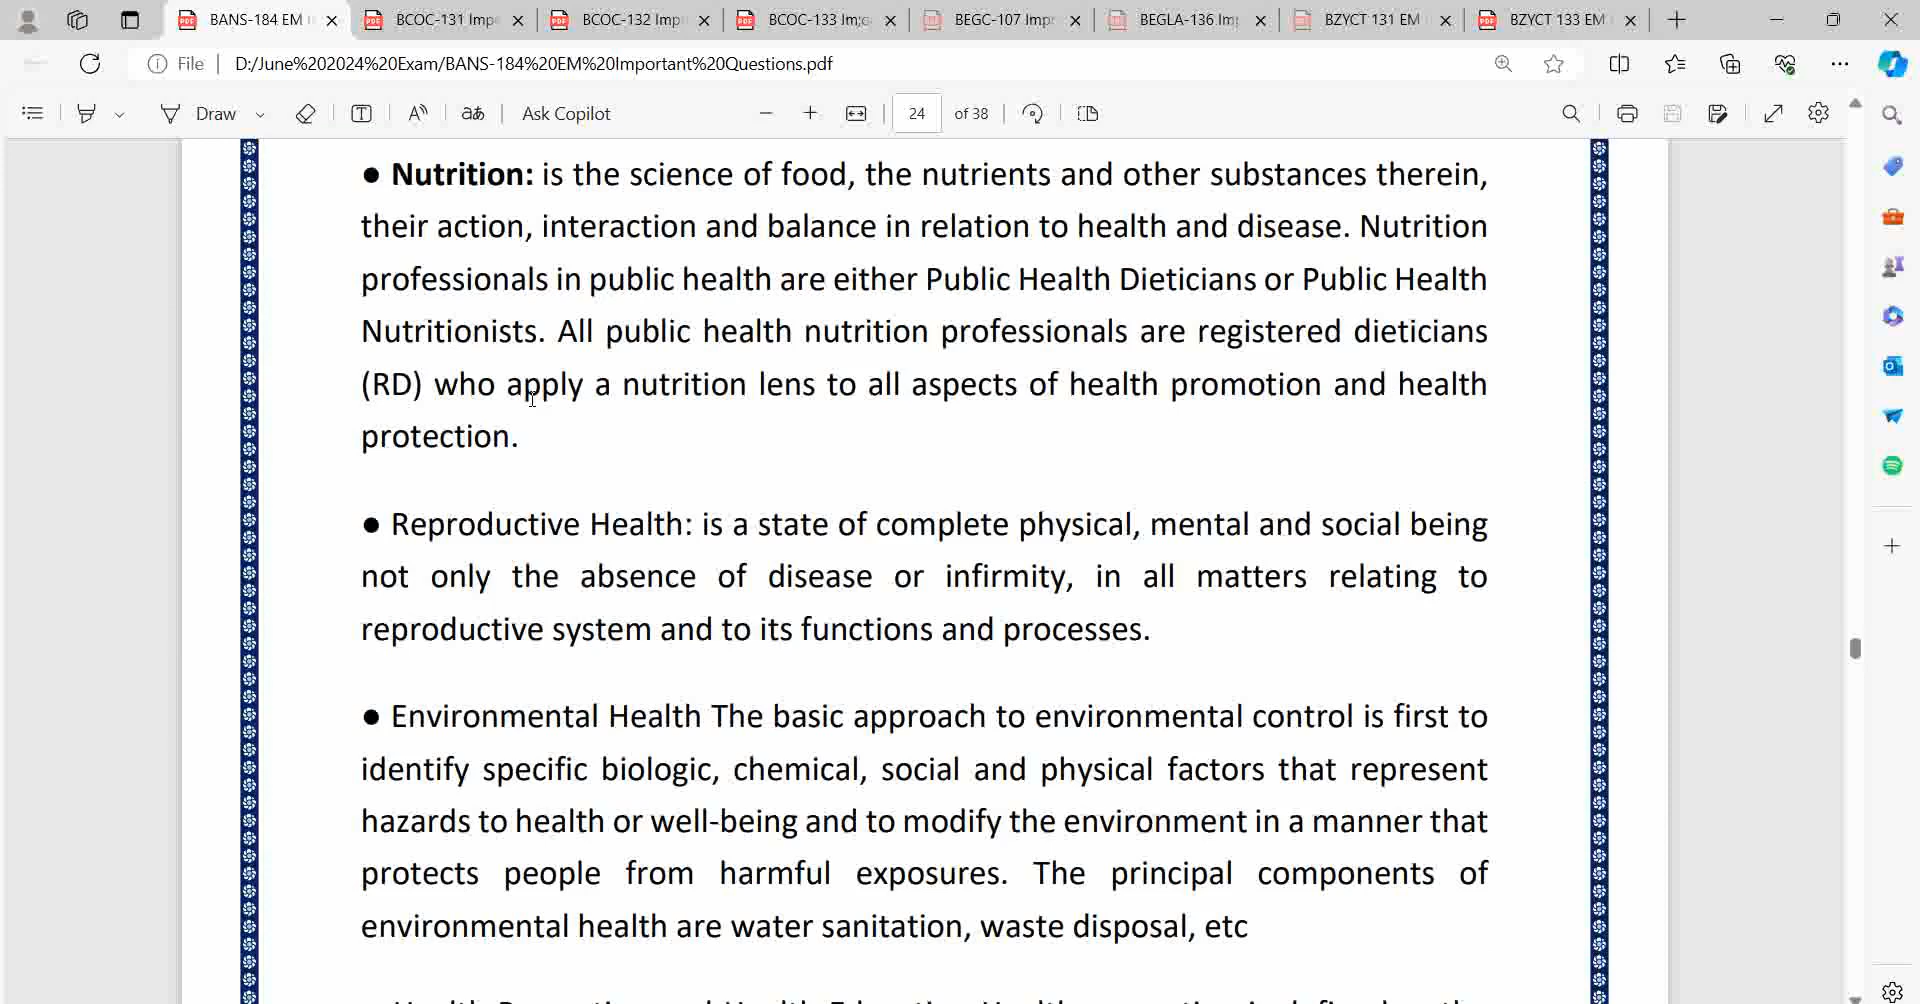 BANS-184 EM
BCOC-131 Imp
BCOC-132 Imp
BCOC-133 Im;c
BEGC-107 Imp
BEGLA-136 Im
BZYCT 131 EM
BZYCT 133 EM
File
D:/June%202024%20Exam/BANS-184%20EM%20Important%20Questions.pdf
Draw
Ask Copilot
24 of 38
● Nutrition: is the science of food, the nutrients and other substances therein,
their action, interaction and balance in relation to health and disease. Nutrition
professionals in public health are either Public Health Dieticians or Public Health
Nutritionists. All public health nutrition professionals are registered dieticians
(RD) who apply a nutrition lens to all aspects of health promotion and health
protection.
● Reproductive Health: is a state of complete physical, mental and social being
not only the absence of disease or infirmity, in all matters relating to
reproductive system and to its functions and processes.
● Environmental Health The basic approach to environmental control is first to
identify specific biologic, chemical, social and physical factors that represent
hazards to health or well-being and to modify the environment in a manner that
protects people from harmful exposures. The principal components of
environmental health are water sanitation, waste disposal, etc